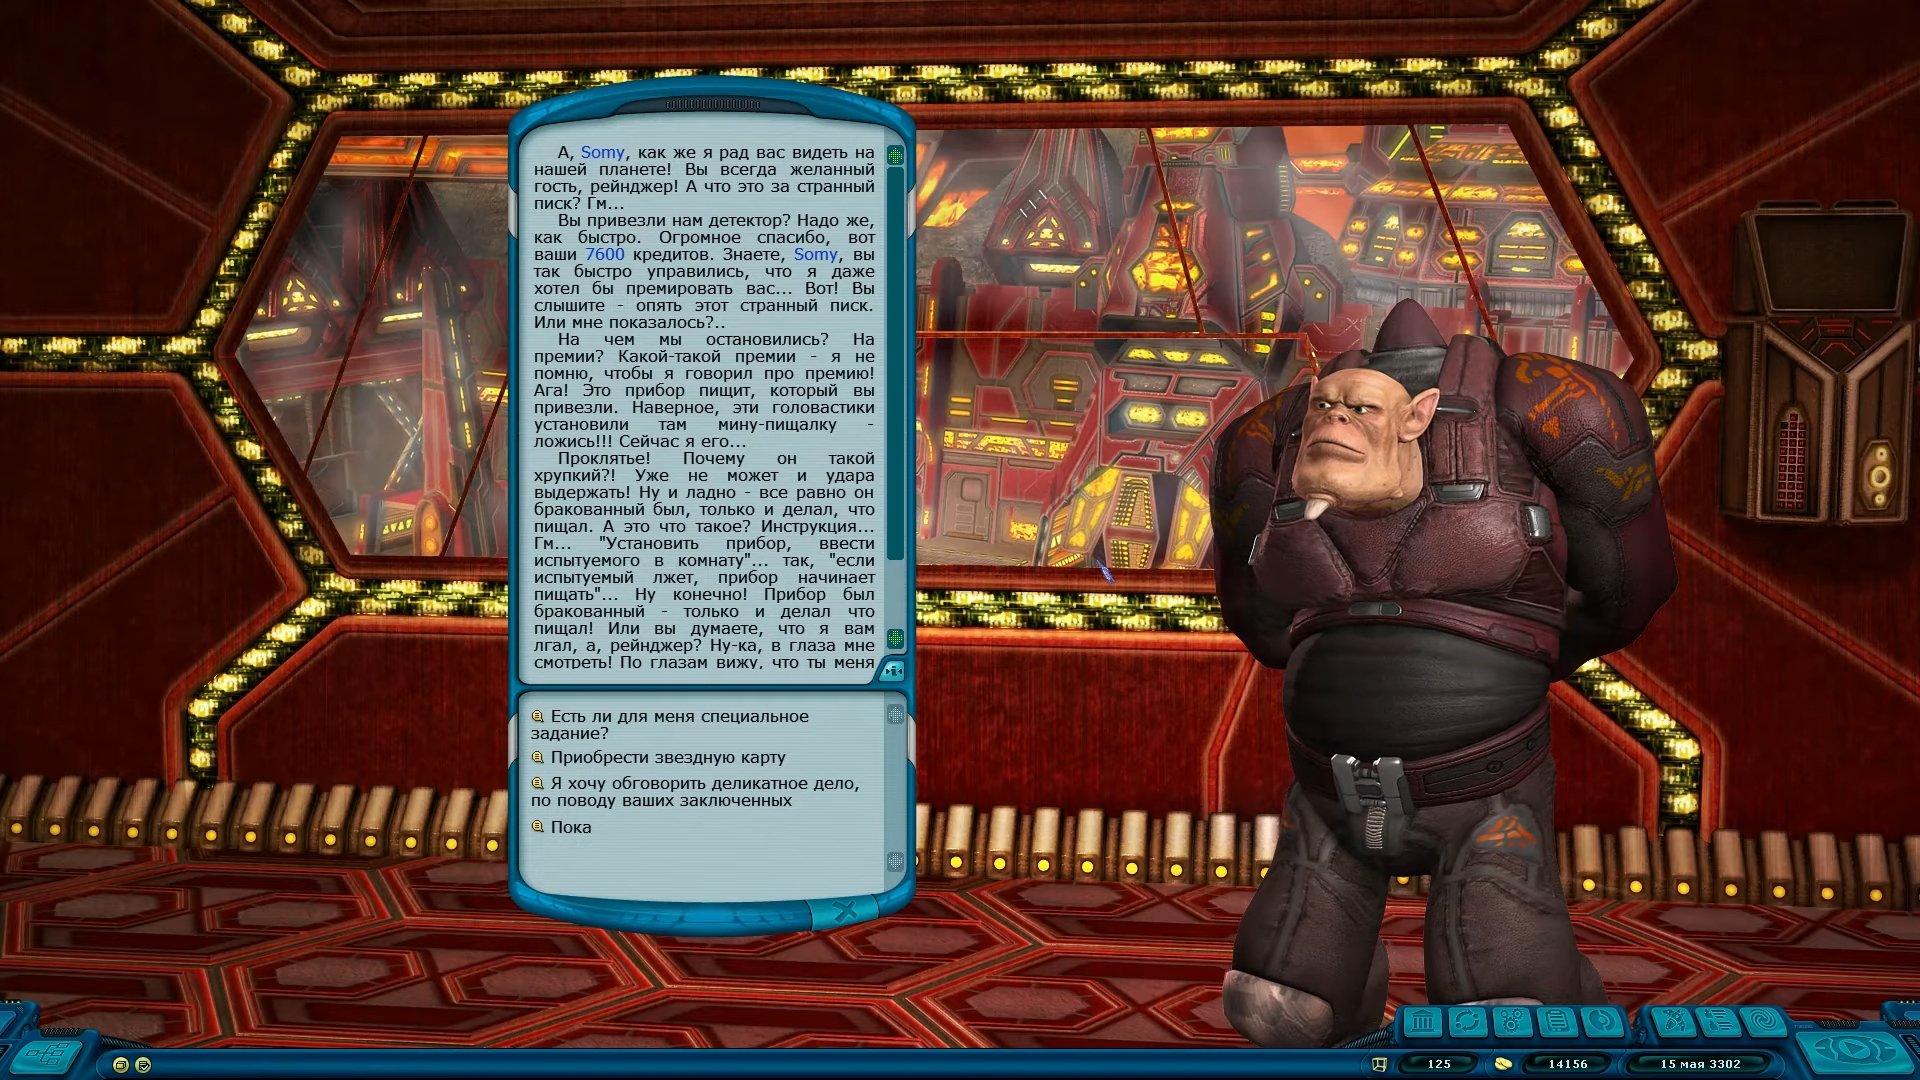 А, Somy, как же я рад вас видеть на
нашей планете! Вы всегда желанный
гость, рейнджер! А что это за странный
писк? Гм...
Вы привезли нам детектор? Надо же,
как быстро. Огромное спасибо, вот
ваши 7600 кредитов. Знаете, Somy, вы
так быстро управились, что я даже
хотел бы премировать вас... Вот! Вы
слышите - опять этот странный писк.
Или мне показалось?..
На чем мы остановились? На
премии? Какой-такой премии - я не
помню, чтобы я говорил про премию!
Ага! Это прибор пищит, который вы
привезли. Наверное, эти головастики
установили там мину-пищалку -
ложись!!! Сейчас я его...
Проклятье! Почему он такой
хрупкий?! Уже не может и удара
выдержать! Ну и ладно - все равно он
бракованный был, только и делал, что
пищал. А это что такое? Инструкция...
Гм... "Установить прибор, ввести
испытуемого в комнату"... так, "если
испытуемый лжет, прибор начинает
пищать"... Ну конечно! Прибор был
бракованный - только и делал что
пищал! Или вы думаете, что я вам
лгал, а, рейнджер? Ну-ка, в глаза мне
смотреть! По глазам вижу, что ты меня
Есть ли для меня специальное
задание?
Приобрести звездную карту
Я хочу обговорить деликатное дело,
по поводу ваших заключенных
Пока
125
14156
15 мая 3302